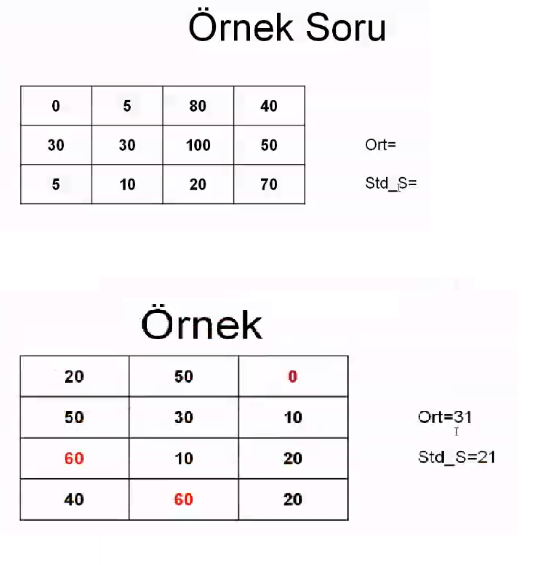 Örnek Soru
0 5 80 40
30 30 100 50 Ort=
5 10 20 70 Std_S=
Örnek
20 50 0
50 30 10 Ort=31
60 10 20 Std_S=21
40 60 20